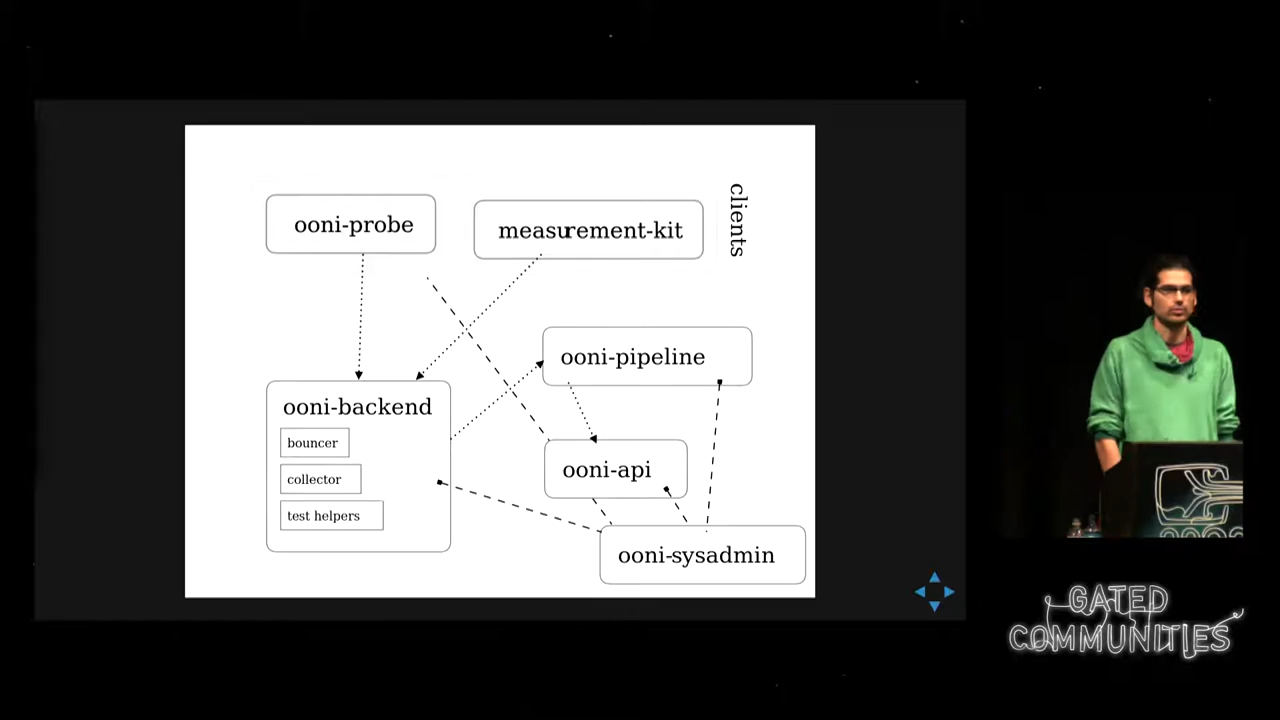 ooni-probe
measurement-kit
clients
ooni-pipeline
ooni-backend
bouncer
collector
test helpers
ooni-api
ooni-sysadmin
GATED
COMMUNITIES